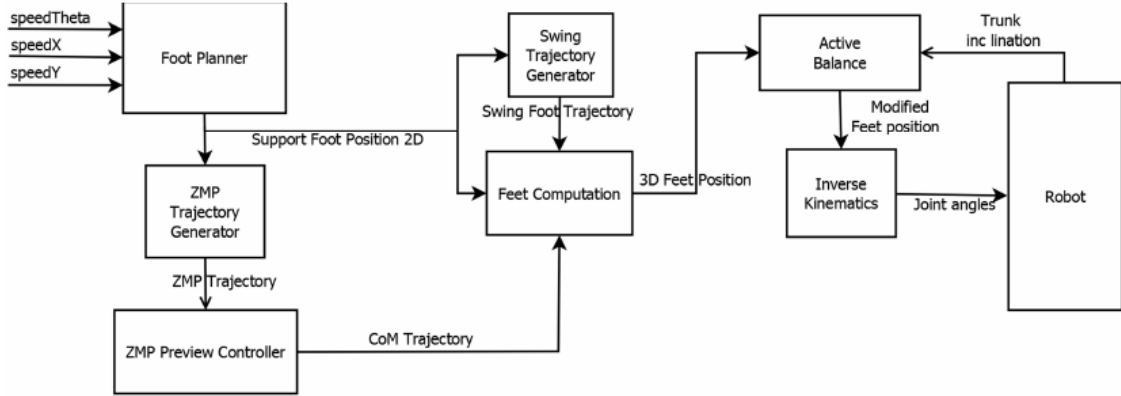 speedTheta
speedX
speedY
Foot Planner
Swing
Trajectory
Generator
Active
Balance
Trunk
inc lination
Swing Foot Trajectory
Modified
Feet position
Support Foot Position 2D
ZMP
Trajectory
Generator
Feet Computation
3D Feet Position
Inverse
Kinematics
Joint angles
Robot
ZMP Trajectory
ZMP Preview Controller
CoM Trajectory